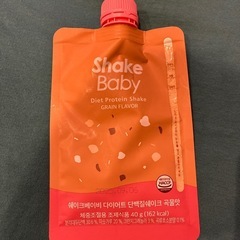 Shake
Baby
Diet Protein Shake
GRAIN FLAVOR
HACCP
쉐이크베이비 다이어트 단백질쉐이크 곡물맛
체중조절용 조제식품 40 g (162 kcal)